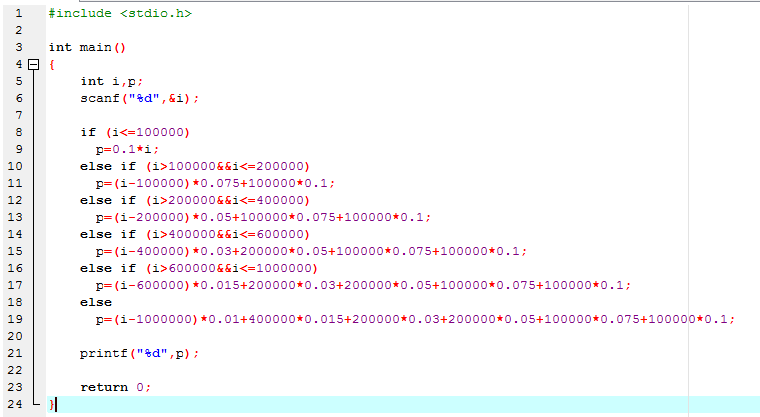 1 #include <stdio.h>
2
3 int main()
4 {
5 int i,p;
6 scanf("%d",&i);
7
8 if (i<=100000)
9 p=0.1*i;
10 else if (i>100000&&i<=200000)
11 p=(i-100000)*0.075+100000*0.1;
12 else if (i>200000&&i<=400000)
13 p=(i-200000)*0.05+100000*0.075+100000*0.1;
14 else if (i>400000&&i<=600000)
15 p=(i-400000)*0.03+200000*0.05+100000*0.075+100000*0.1;
16 else if (i>600000&&i<=1000000)
17 p=(i-600000)*0.015+200000*0.03+200000*0.05+100000*0.075+100000*0.1;
18 else
19 p=(i-1000000)*0.01+400000*0.015+200000*0.03+200000*0.05+100000*0.075+100000*0.1;
20
21 printf("%d",p);
22
23 return 0;
24 }